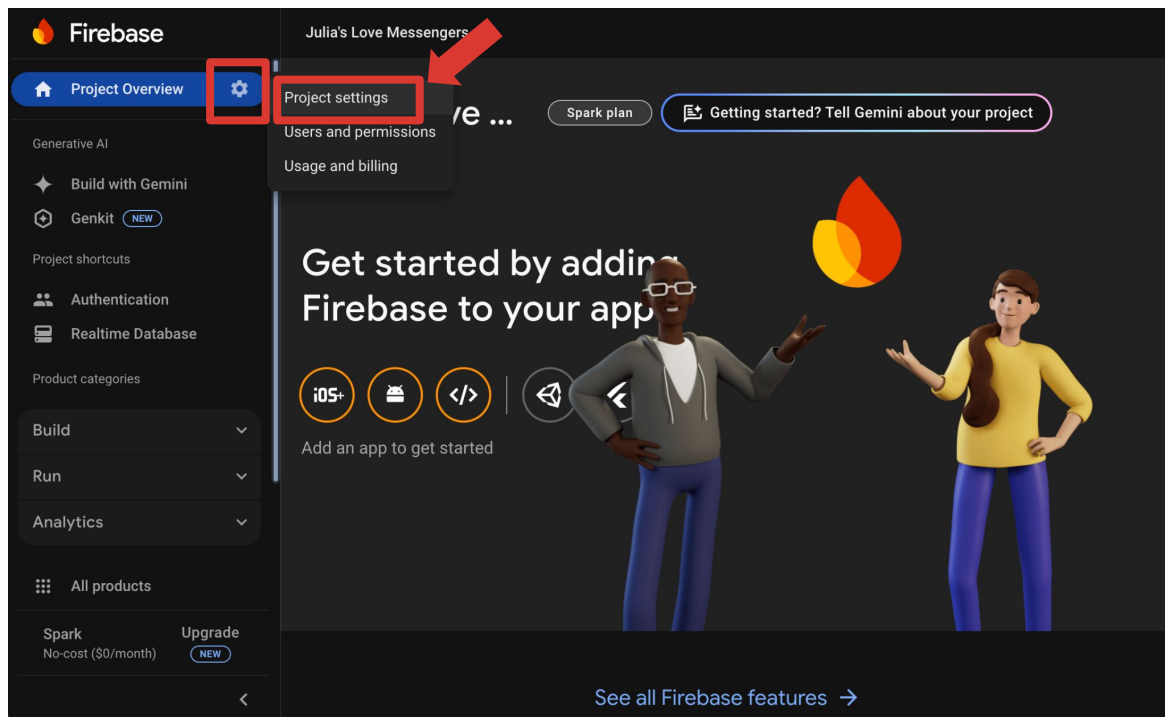 Firebase
Julia's Love Messengers
Project Overview
Project settings
Users and permissions
Usage and billing
Spark plan
Getting started? Tell Gemini about your project
Generative AI
Build with Gemini
Genkit NEW
Project shortcuts
Authentication
Realtime Database
Product categories
Build
Run
Analytics
All products
Spark
No-cost ($0/month)
Upgrade
NEW
Get started by adding
Firebase to your app
iOS+
</>
Add an app to get started
See all Firebase features